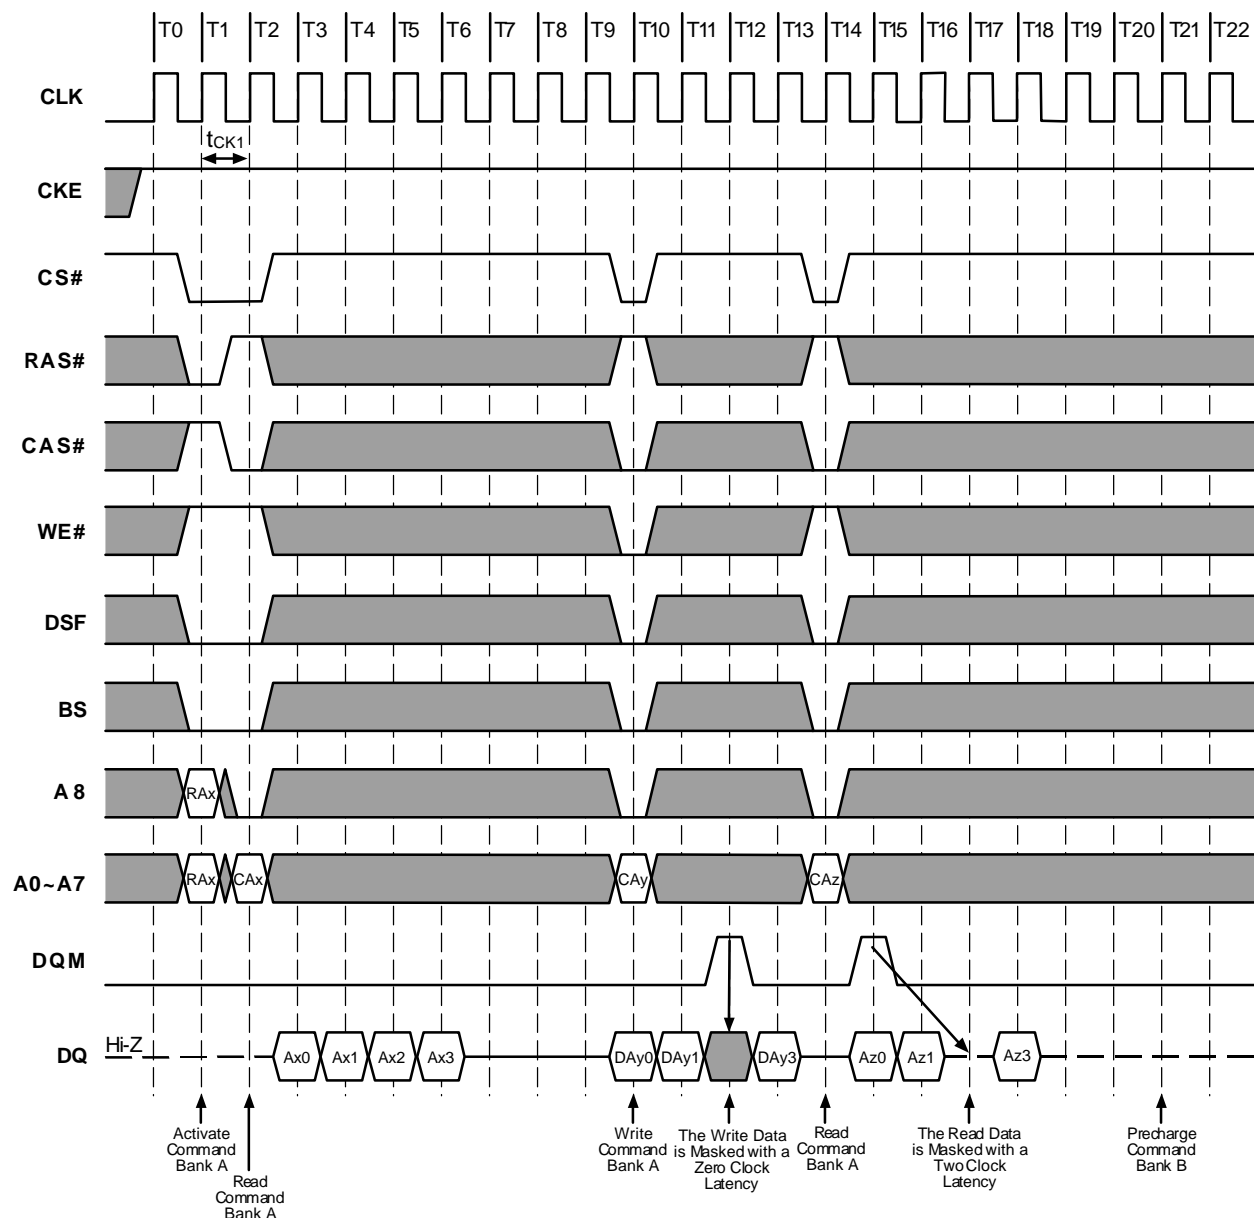 T0 T1 T2 T3 T4 T5 T6 T7 T8 T9 T10 T11 T12 T13 T14 T15 T16 T17 T18 T19 T20 T21 T22
CLK
tCK1
CKE
CS#
RAS#
CAS#
WE#
DSF
BS
A8
RAx
A0~A7
RAx CAx CAy CAz
DQM
DQ
Hi-Z
Ax0 Ax1 Ax2 Ax3 DAy0 DAy1 DAy3 Az0 Az1 Az3
Activate
Command
Bank A
Read
Command
Bank A
Write
Command
Bank A
The Write Data
is Masked with a
Zero Clock
Latency
Read
Command
Bank A
The Read Data
is Masked with a
Two Clock
Latency
Precharge
Command
Bank B